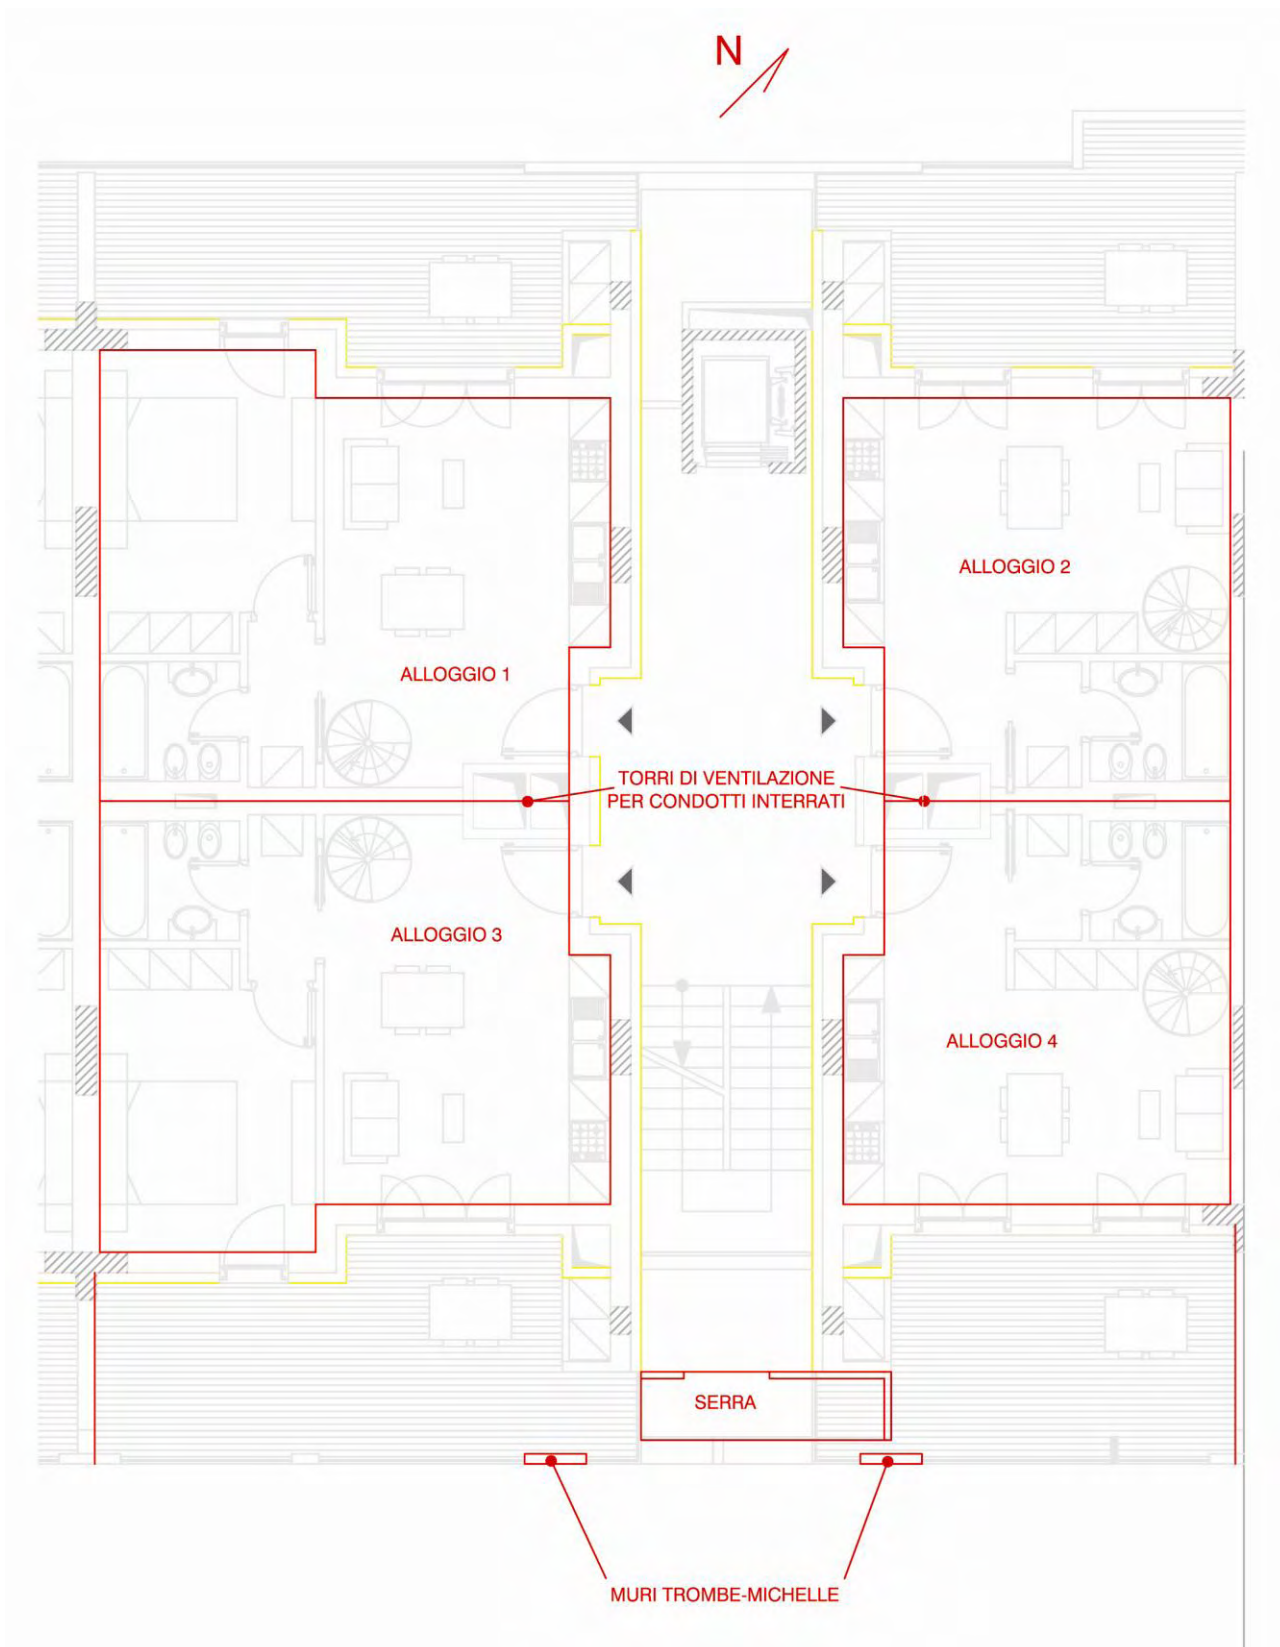 N
ALLOGGIO 2
ALLOGGIO 1
TORRI DI VENTILAZIONE
PER CONDOTTI INTERRATI
ALLOGGIO 3
ALLOGGIO 4
SERRA
MURI TROMBE-MICHELLE